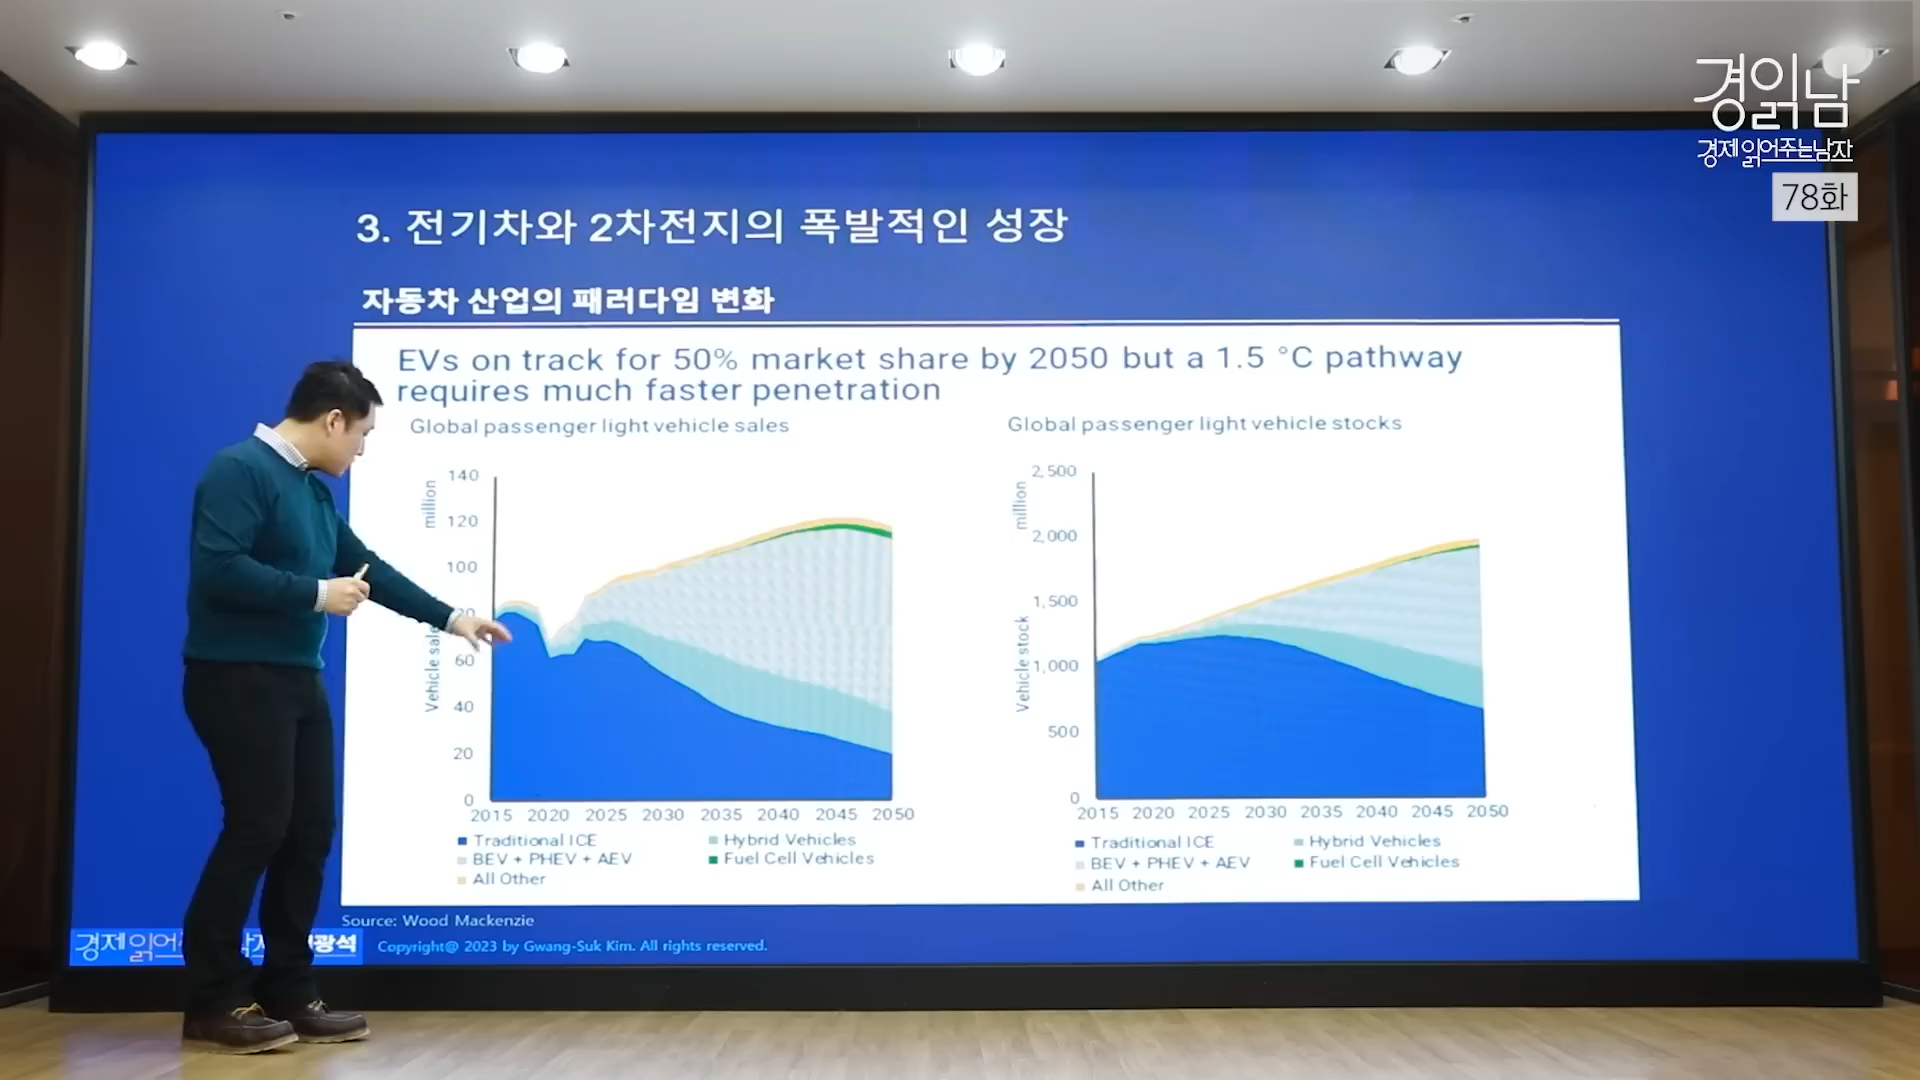 경읽남
경제 읽어주는남자
78화
3. 전기차와 2차전지의 폭발적인 성장
자동차 산업의 패러다임 변화
EVs on track for 50% market share by 2050 but a 1.5 °C pathway
requires much faster penetration
Global passenger light vehicle sales
million
Vehicle
140
120
100
60
40
20
0
2015 2020 2025 2030 2035 2040 2045 2050
Traditional ICE
Hybrid Vehicles
BEV + PHEV + AEV
Fuel Cell Vehicles
All Other
Global passenger light vehicle stocks
million
Vehicle stock
2,500
2,000
1,500
1,000
500
0
2015 2020 2025 2030 2035 2040 2045 2050
Traditional ICE
Hybrid Vehicles
BEV + PHEV + AEV
Fuel Cell Vehicles
All Other
Source: Wood Mackenzie
경제
광석
Copyright@ 2023 by Gwang-Suk Kim. All rights reserved.